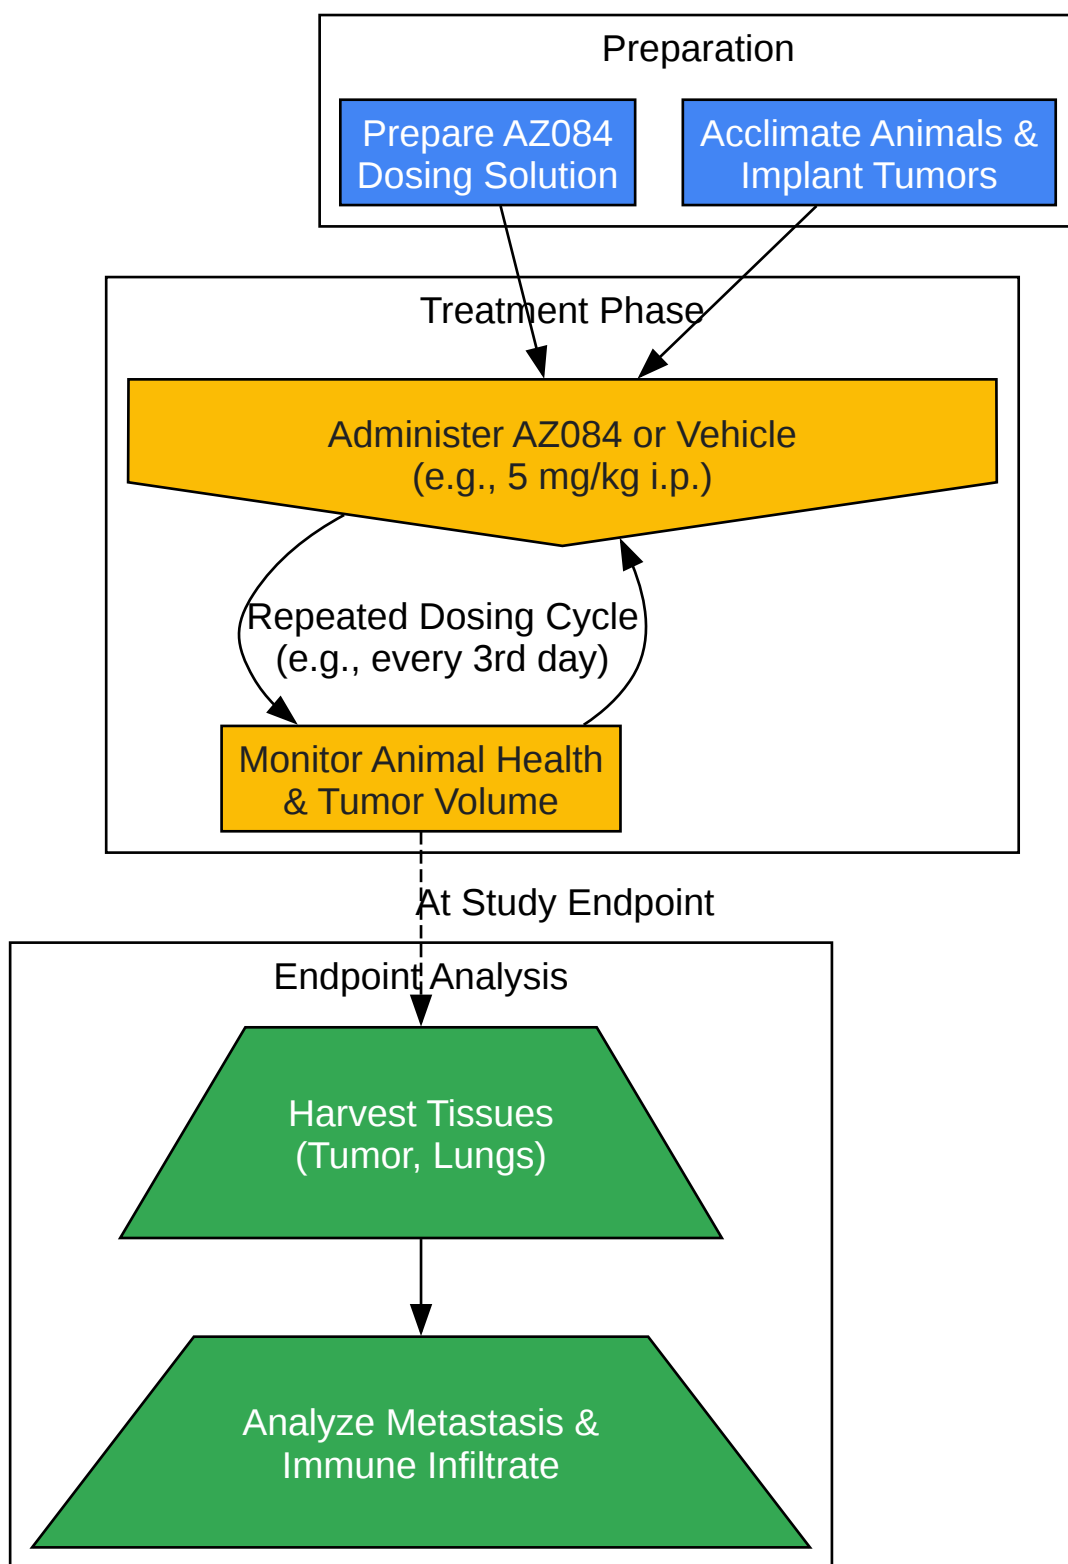 Preparation
Prepare AZ084
Dosing Solution
Acclimate Animals &
Implant Tumors
Treatment Phase
Administer AZ084 or Vehicle
(e.g., 5 mg/kg i.p.)
Repeated Dosing Cycle
(e.g., every 3rd day)
Monitor Animal Health
& Tumor Volume
At Study Endpoint
Endpoint Analysis
Harvest Tissues
(Tumor, Lungs)
Analyze Metastasis &
Immune Infiltrate